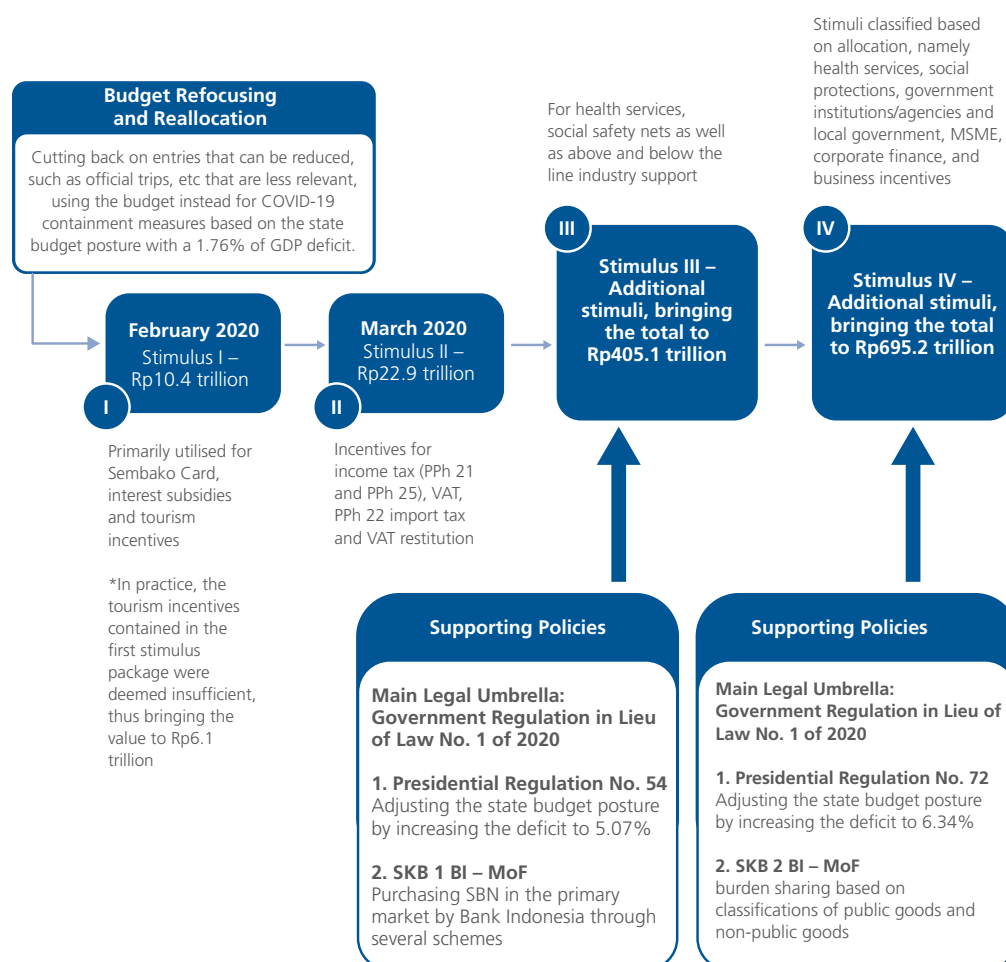 Budget Refocusing
and Reallocation
Cutting back on entries that can be reduced,
such as official trips, etc that are less relevant,
using the budget instead for COVID-19
containment measures based on the state
budget posture with a 1.76% of GDP deficit.
February 2020
Stimulus I –
Rp10.4 trillion
I
Primarily utilised for
Sembako Card,
interest subsidies
and tourism
incentives
*In practice, the
tourism incentives
contained in the
first stimulus
package were
deemed insufficient,
thus bringing the
value to Rp6.1
trillion
March 2020
Stimulus II –
Rp22.9 trillion
II
Incentives for
income tax (PPh 21
and PPh 25), VAT,
PPh 22 import tax
and VAT restitution
For health services,
social safety nets as well
as above and below the
line industry support
III
Stimulus III –
Additional
stimuli, bringing
the total to
Rp405.1 trillion
Stimuli classified based
on allocation, namely
health services, social
protections, government
institutions/agencies and
local government, MSME,
corporate finance, and
business incentives
IV
Stimulus IV –
Additional stimuli,
bringing the total
to Rp695.2 trillion
Supporting Policies
Main Legal Umbrella:
Government Regulation in Lieu
of Law No. 1 of 2020
1. Presidential Regulation No. 54
Adjusting the state budget posture
by increasing the deficit to 5.07%
2. SKB 1 BI – MoF
Purchasing SBN in the primary
market by Bank Indonesia through
several schemes
Supporting Policies
Main Legal Umbrella:
Government Regulation in Lieu of
Law No. 1 of 2020
1. Presidential Regulation No. 72
Adjusting the state budget posture
by increasing the deficit to 6.34%
2. SKB 2 BI – MoF
burden sharing based on
classifications of public goods and
non-public goods